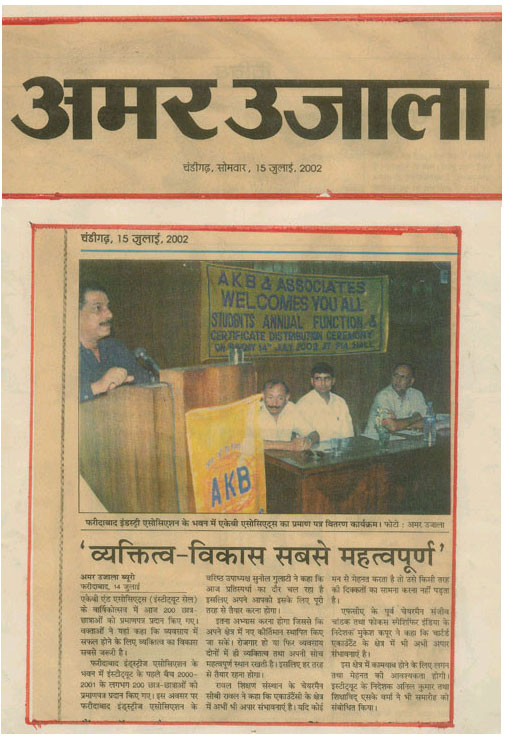 अमर उजाला
चंडीगढ़, सोमवार, 15 जुलाई, 2002
चंडीगढ़, 15 जुलाई, 2002
AKB & ASSOCIATES
WELCOMES YOU ALL
STUDENTS ANNUAL FUNCTION &
CERTIFICATE DISTRIBUTION CEREMONY
14TH JULY 2002 AT FIA HALL
AKB
फरीदाबाद इंडस्ट्री एसोसिएशन के भवन में एकेबी एसोसिएट्स का प्रमाण पत्र वितरण कार्यक्रम। फोटो : अमर उजाला
'व्यक्तित्व-विकास सबसे महत्वपूर्ण'
अमर उजाला ब्यूरो
फरीदाबाद, 14 जुलाई
एकेबी एंड एसोसिएट्स (इंस्टीट्यूट सेल)
के वार्षिकोत्सव में आज 200 छात्र-
छात्राओं को प्रमाणपत्र प्रदान किए गए।
वक्ताओं ने यहां कहा कि व्यवसाय में
सफल होने के लिए व्यक्तित्व का विकास
सबसे जरूरी है।
फरीदाबाद इंडस्ट्रीज एसोसिएशन के
भवन में इंस्टीट्यूट के पहले बैच 2000-
2001 के लगभग 200 छात्र-छात्राओं को
प्रमाणपत्र प्रदान किए गए। इस अवसर पर
फरीदाबाद इंडस्ट्रीज एसोसिएशन के
वरिष्ठ उपाध्यक्ष सुनील गुलाटी ने कहा कि
आज प्रतिस्पर्धा का दौर चल रहा है
इसलिए अपने आपको इसके लिए पूरी
तरह से तैयार करना होगा।
इतना अभ्यास करना होगा जिससे कि
अपने क्षेत्र में नए कीर्तिमान स्थापित किए
जा सकें। रोजगार हो या फिर व्यवसाय
दोनों में ही व्यक्तित्व तथा अपनी सोच
महत्वपूर्ण स्थान रखती है। इसलिए हर तरह
से तैयार रहना होगा।
रावल शिक्षण संस्थान के चेयरमैन
सीबी रावल ने कहा कि एकाउंटेंसी के क्षेत्र
में अभी भी अपार संभावनाएं हैं। यदि कोई
मन से मेहनत करता है तो उसे किसी तरह
की दिक्कतों का सामना करना नहीं पड़ता
है।
एफसीए के पूर्व चेयरमैन संजीव
चांडक तथा फोकस इंडिया के
निदेशक मुकेश कपूर ने कहा कि चार्टर्ड
एकाउंटेंट के क्षेत्र में भी अभी अपार
संभावनाएं हैं।
इस क्षेत्र में कामयाब होने के लिए लगन
तथा मेहनत की आवश्यकता होगी।
इंस्टीट्यूट के निदेशक अनिल कुमार तथा
एसके वर्मा ने भी समारोह को
संबोधित किया।